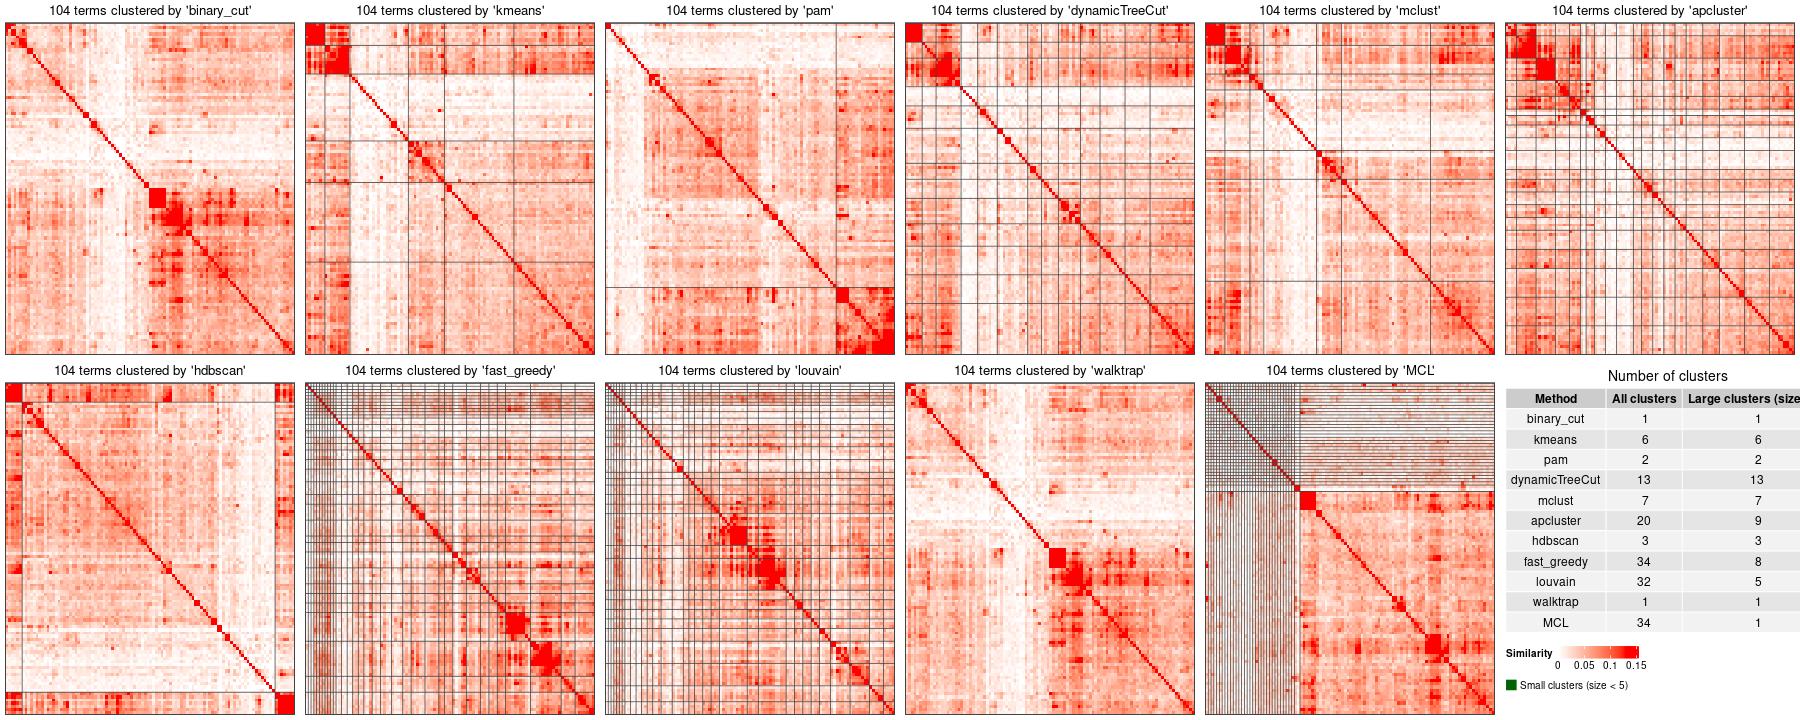 104 terms clustered by 'binary_cut'
104 terms clustered by 'kmeans'
104 terms clustered by 'pam'
104 terms clustered by 'dynamicTreeCut'
104 terms clustered by 'mclust'
104 terms clustered by 'apcluster'
104 terms clustered by 'hdbscan'
104 terms clustered by 'fast_greedy'
104 terms clustered by 'louvain'
104 terms clustered by 'walktrap'
104 terms clustered by 'MCL'
Number of clusters
Method All clusters Large clusters (size
binary_cut 1 1
kmeans 6 6
pam 2 2
dynamicTreeCut 13 13
mclust 7 7
apcluster 20 9
hdbscan 3 3
fast_greedy 34 8
louvain 32 5
walktrap 1 1
MCL 34 1
Similarity
0 0.05 0.1 0.15
Small clusters (size < 5)